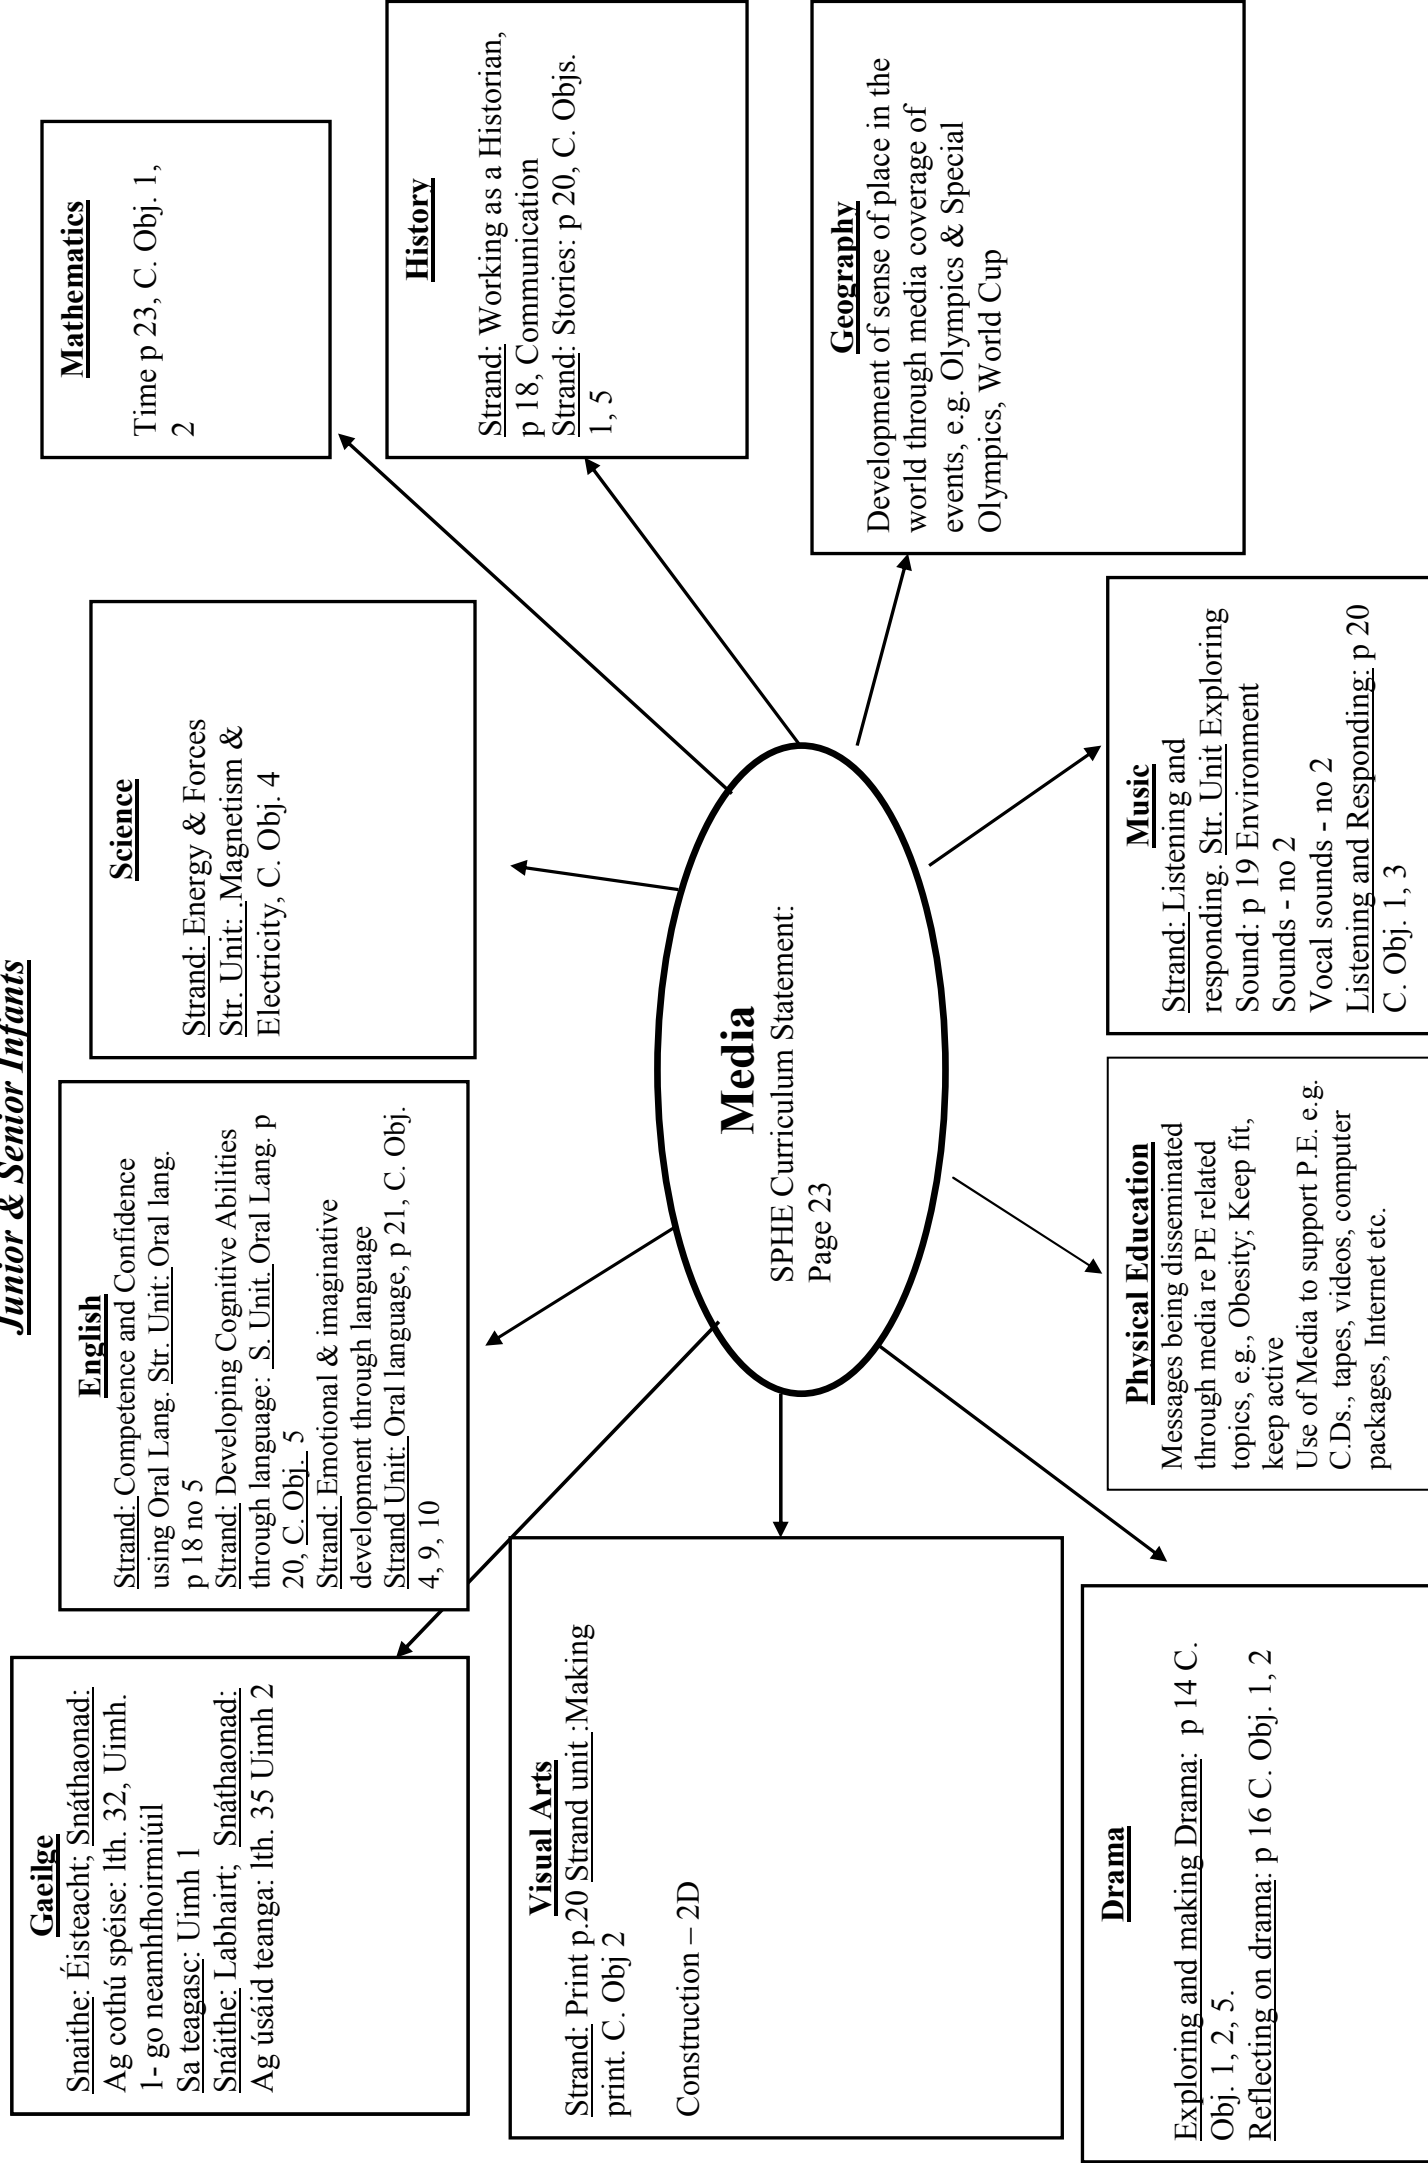 Junior & Senior Infants
Gaeilge
Snaithe: Éisteacht; Snáthaonad:
Ag cothú spéise: lth. 32, Uimh.
1- go neamhfhoirmiúil
Sa teagasc: Uimh 1
Snáithe: Labhairt; Snáthaonad:
Ag úsáid teanga: lth. 35 Uimh 2
English
Strand: Competence and Confidence
using Oral Lang. Str. Unit: Oral lang.
p 18 no 5
Strand: Developing Cognitive Abilities
through language: S. Unit. Oral Lang. p
20, C. Obj. 5
Strand: Emotional & imaginative
development through language
Strand Unit: Oral language, p 21, C. Obj.
4, 9, 10
Science
Strand: Energy & Forces
Str. Unit: .Magnetism &
Electricity, C. Obj. 4
Mathematics
Time p 23, C. Obj. 1,
2
Visual Arts
Strand: Print p.20 Strand unit :Making
print. C. Obj 2
Construction – 2D
Media
SPHE Curriculum Statement:
Page 23
History
Strand: Working as a Historian,
p 18, Communication
Strand: Stories: p 20, C. Objs.
1, 5
Geography
Development of sense of place in the
world through media coverage of
events, e.g. Olympics & Special
Olympics, World Cup
Drama
Exploring and making Drama: p 14 C.
Obj. 1, 2, 5.
Reflecting on drama: p 16 C. Obj. 1, 2
Physical Education
Messages being disseminated
through media re PE related
topics, e.g., Obesity; Keep fit,
keep active
Use of Media to support P.E. e.g.
C.Ds., tapes, videos, computer
packages, Internet etc.
Music
Strand: Listening and
responding. Str. Unit Exploring
Sound: p 19 Environment
Sounds - no 2
Vocal sounds - no 2
Listening and Responding: p 20
C. Obj. 1, 3